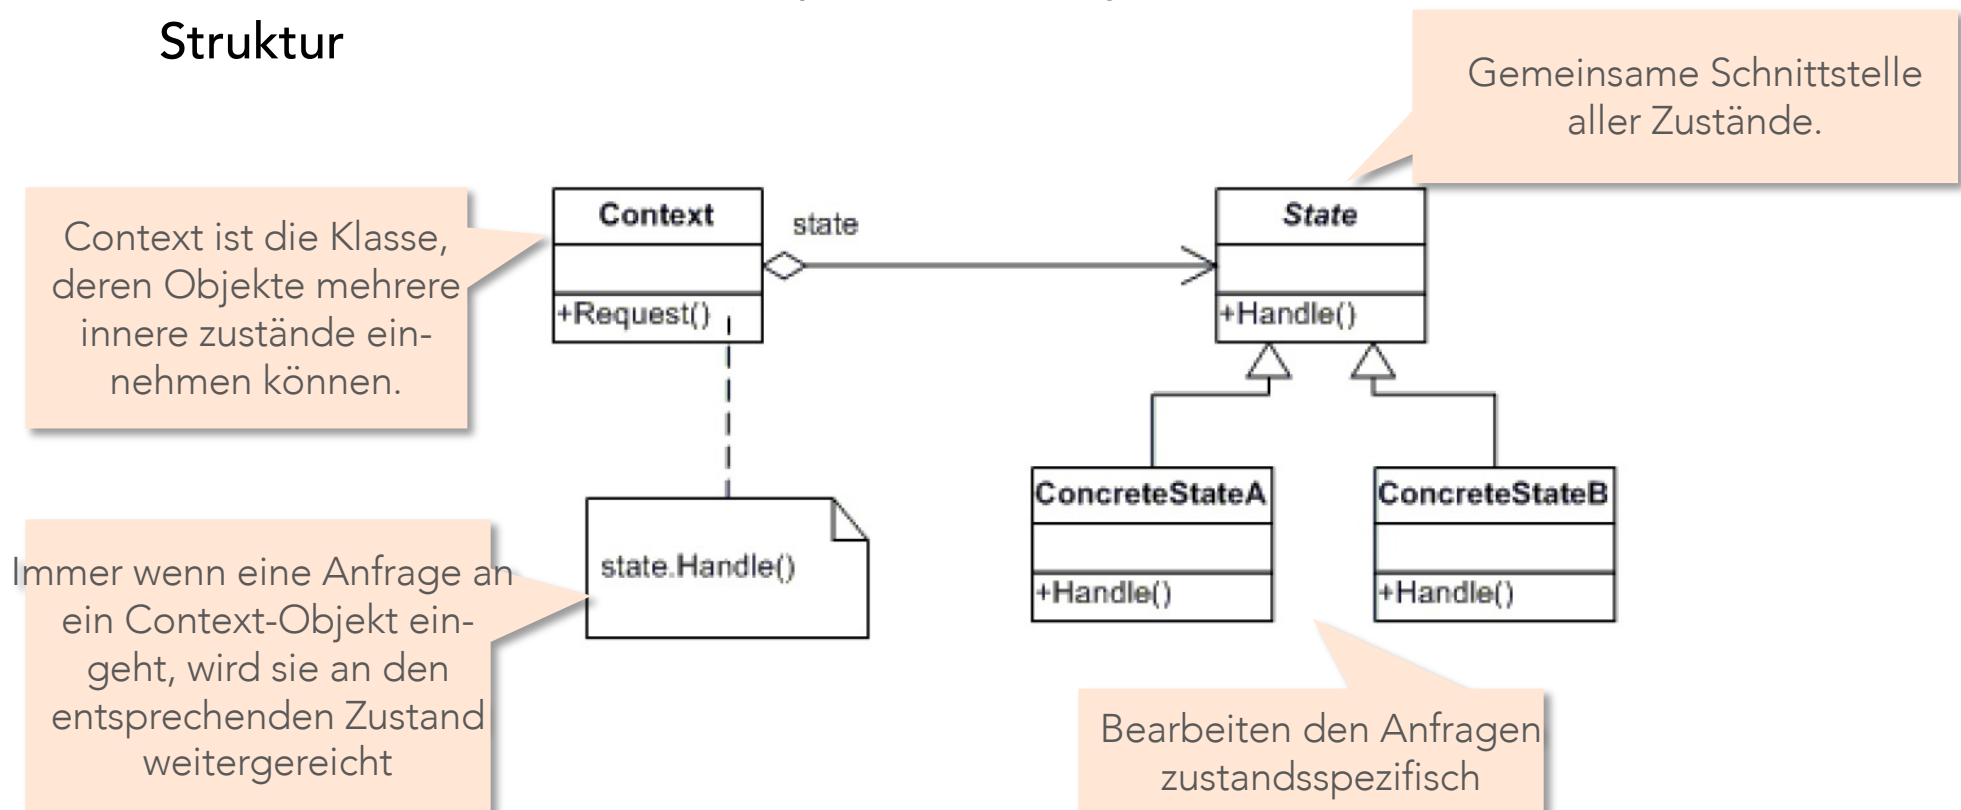 Struktur
Gemeinsame Schnittstelle
aller Zustände.
Context ist die Klasse,
deren Objekte mehrere
innere zustände ein-
nehmen können.
Context
+Request()
state
State
+Handle()
ConcreteStateA
+Handle()
ConcreteStateB
+Handle()
state.Handle()
Immer wenn eine Anfrage an
ein Context-Objekt ein-
geht, wird sie an den
entsprechenden Zustand
weitergereicht
Bearbeiten den Anfragen
zustandsspezifisch